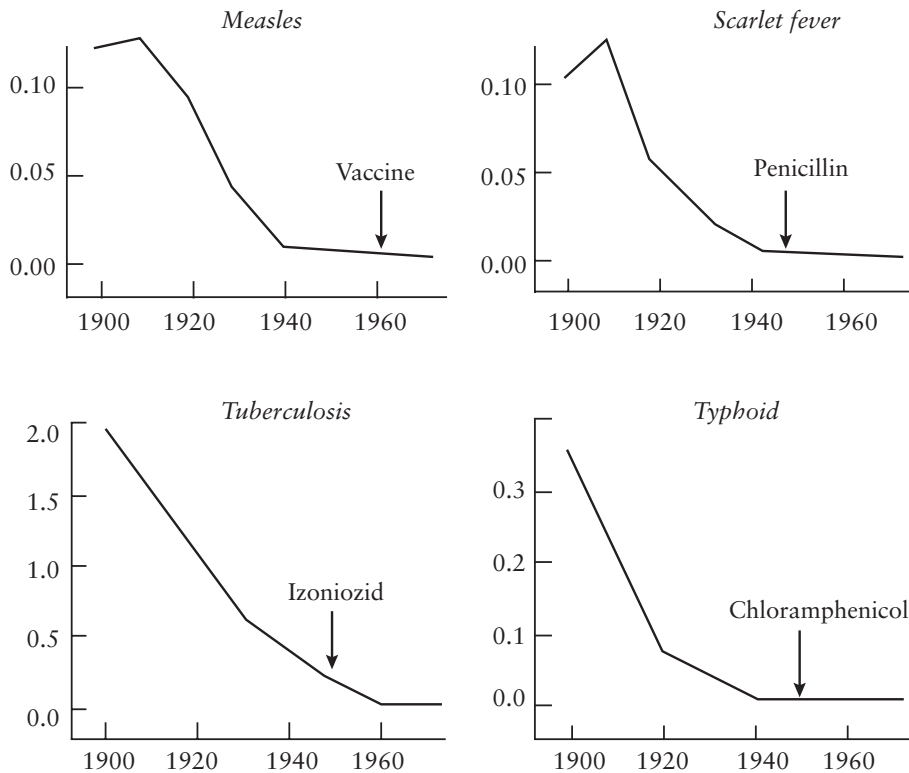 Measles
0.10
0.05
0.00
Vaccine
1900 1920 1940 1960
Scarlet fever
0.10
0.05
0.00
Penicillin
1900 1920 1940 1960
Tuberculosis
2.0
1.5
1.0
0.5
0.0
Izoniozid
1900 1920 1940 1960
Typhoid
0.3
0.2
0.1
0.0
Chloramphenicol
1900 1920 1940 1960